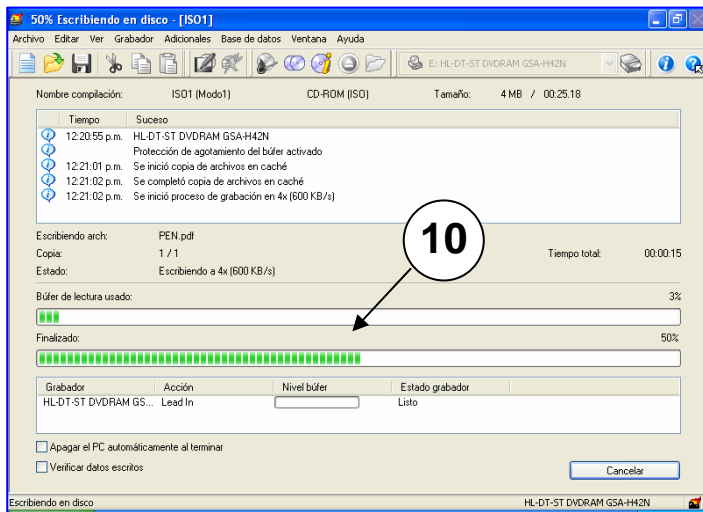 50% Escribiendo en disco - [ISO1]
Archivo Editar Ver Grabador Adicionales Base de datos Ventana Ayuda
E: HL-DT-ST DVDRAM GSA-H42N
Nombre compilación: ISO1 (Modo1) CD-ROM (ISO) Tamaño: 4 MB / 00:25.18
Tiempo Suceso
12:20:55 p.m. HL-DT-ST DVDRAM GSA-H42N
Protección de agotamiento del búfer activado
12:21:01 p.m. Se inició copia de archivos en caché
12:21:02 p.m. Se completó copia de archivos en caché
12:21:02 p.m. Se inició proceso de grabación en 4x (600 KB/s)
10
Escribiendo arch: PEN.pdf
Copia: 1 / 1 Tiempo total: 00:00:15
Estado: Escribiendo a 4x (600 KB/s)
Búfer de lectura usado: 3%
Finalizado: 50%
Grabador Acción Nivel búfer Estado grabador
HL-DT-ST DVDRAM GS... Lead In Listo
Apagar el PC automáticamente al terminar
Verificar datos escritos
Cancelar
Escribiendo en disco HL-DT-ST DVDRAM GSA-H42N